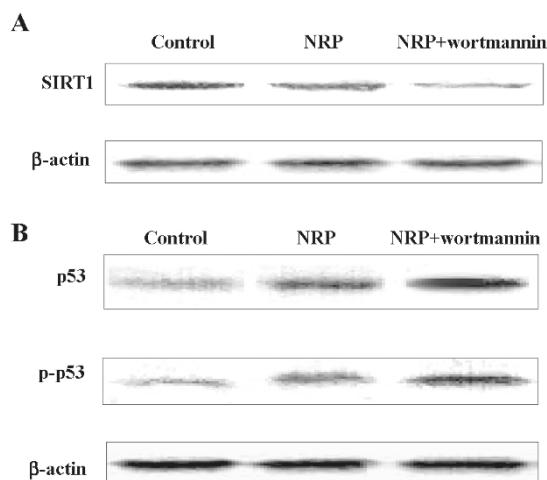 A
Control NRP NRP+wortmannin
SIRT1
β-actin
B
Control NRP NRP+wortmannin
p53
p-p53
β-actin